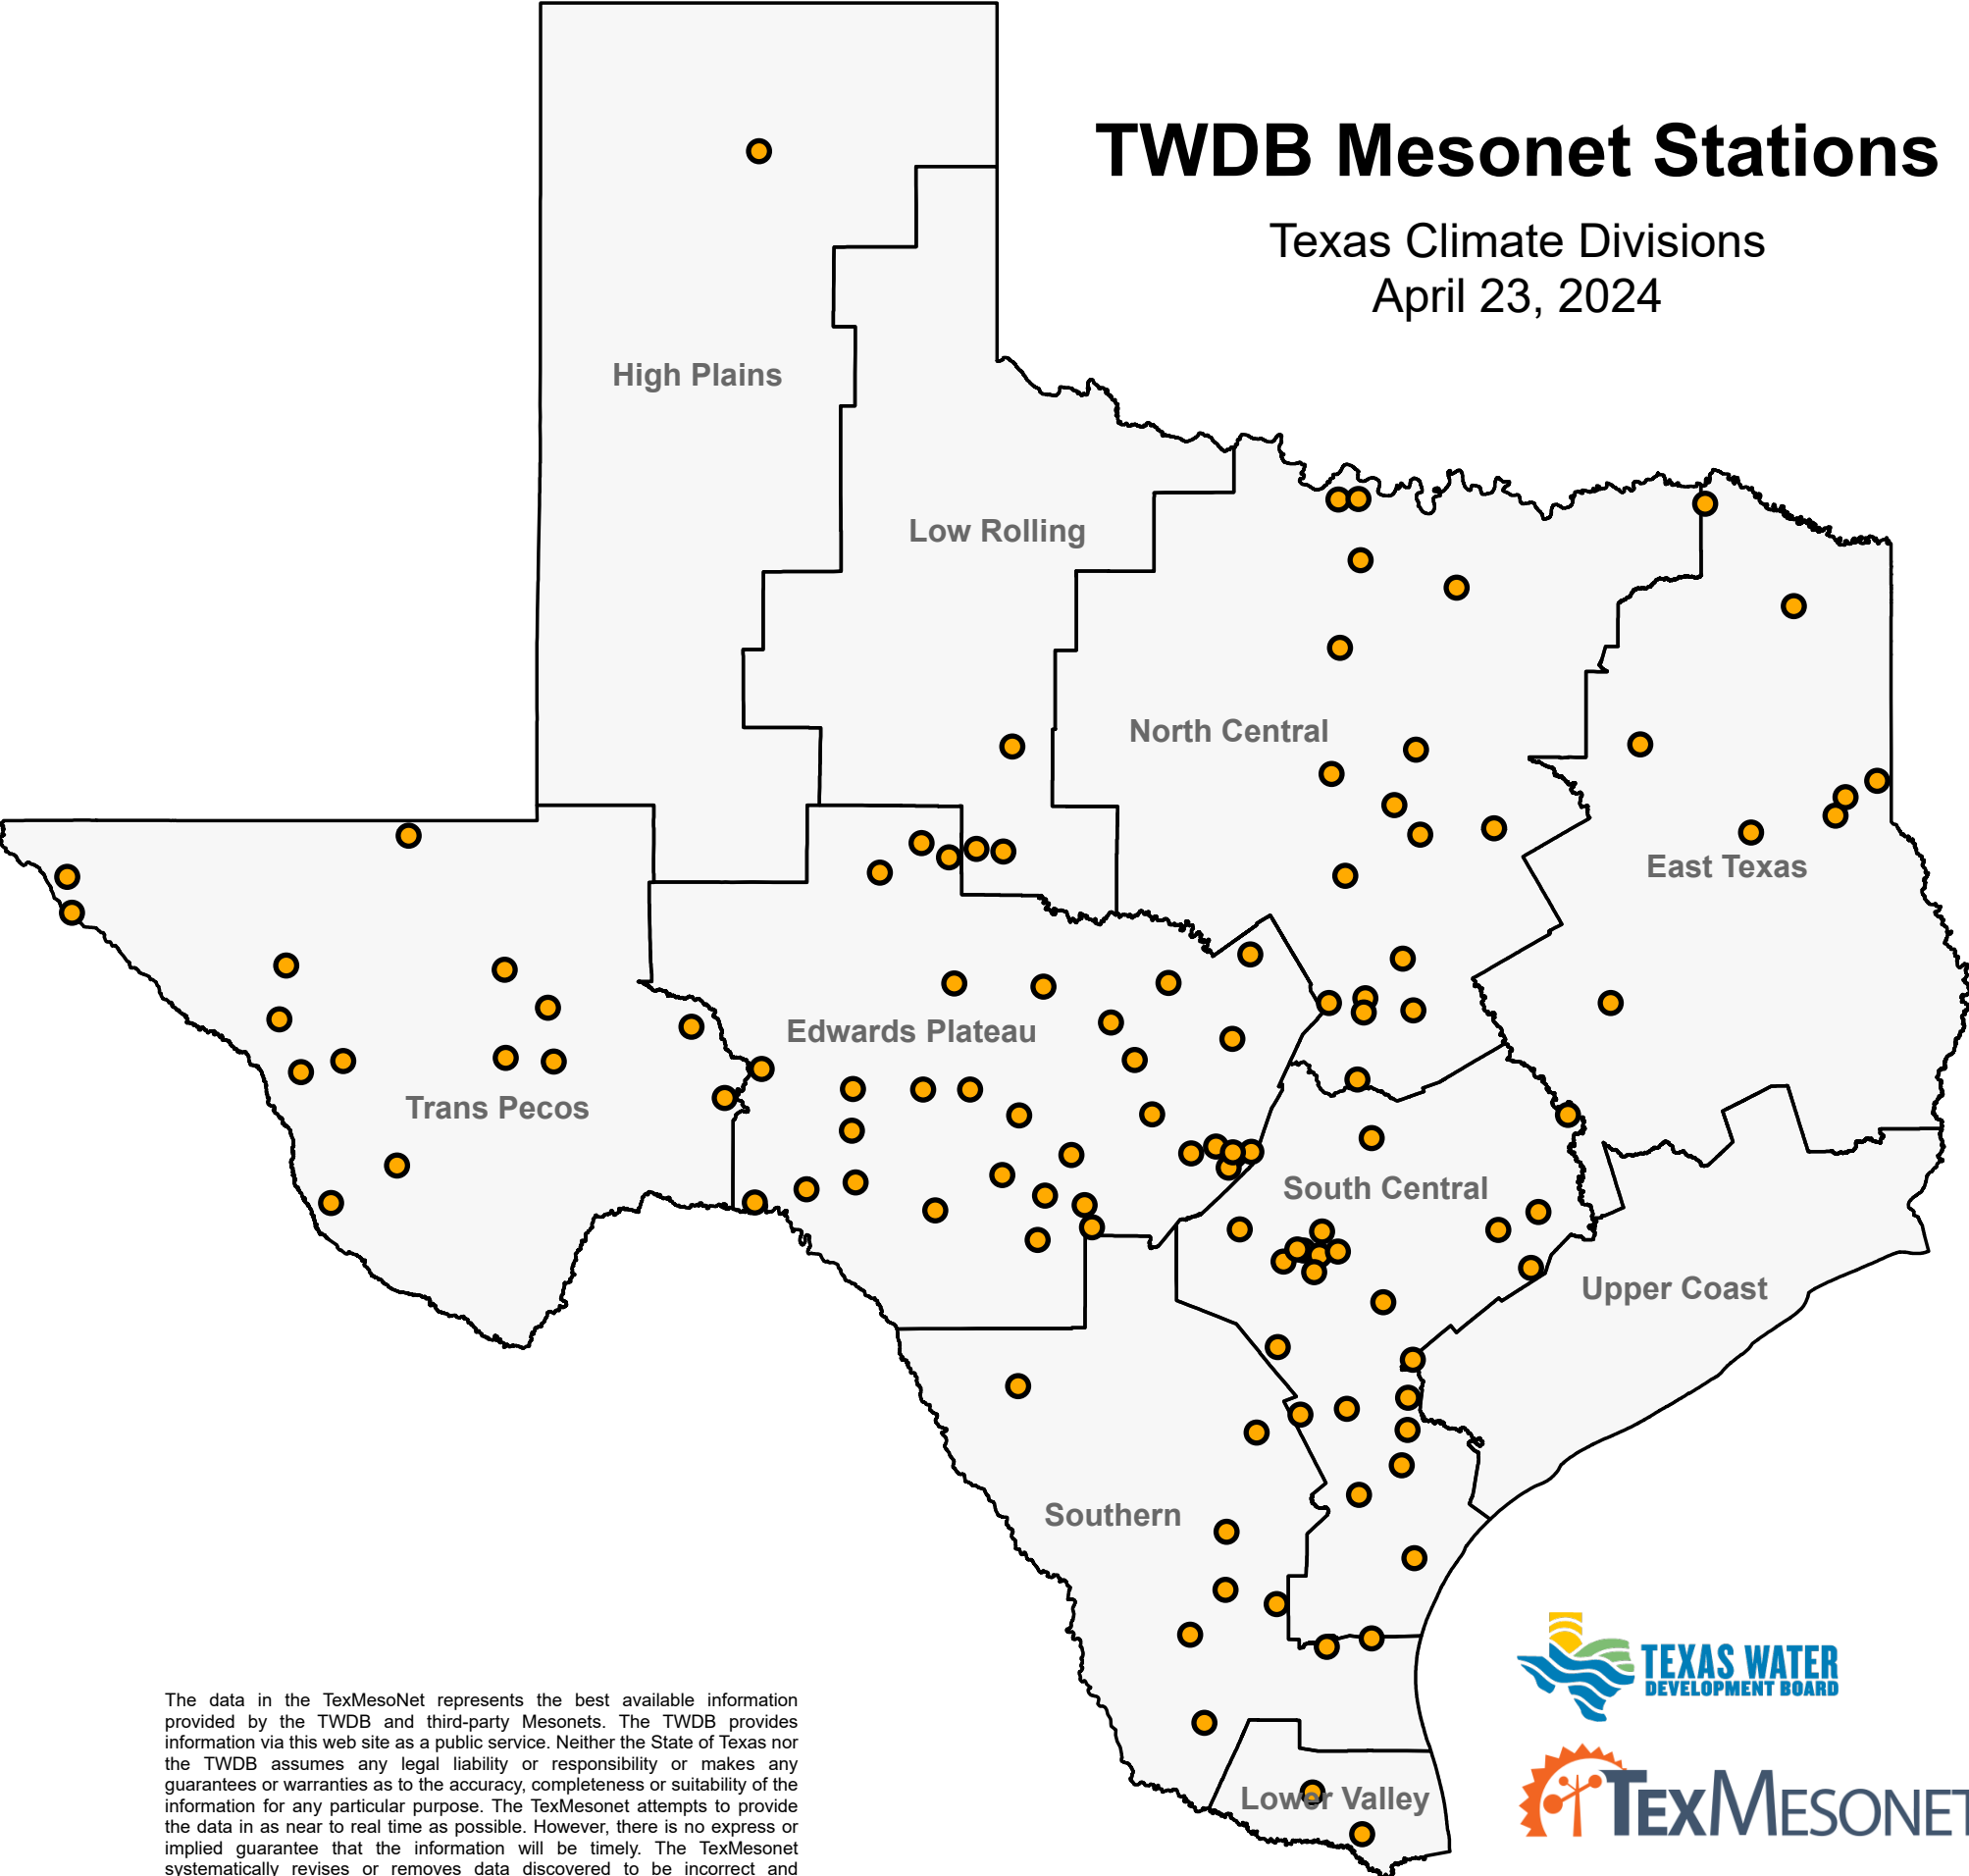 TWDB Mesonet Stations
Texas Climate Divisions
April 23, 2024
High Plains
Low Rolling
North Central
East Texas
Edwards Plateau
Trans Pecos
South Central
Upper Coast
Southern
Lower Valley
TEXAS WATER
DEVELOPMENT BOARD
TEXMESONET
The data in the TexMesoNet represents the best available information
provided by the TWDB and third-party Mesonets. The TWDB provides
information via this web site as a public service. Neither the State of Texas nor
the TWDB assumes any legal liability or responsibility or makes any
guarantees or warranties as to the accuracy, completeness or suitability of the
information for any particular purpose. The TexMesonet attempts to provide
the data in as near to real time as possible. However, there is no express or
implied guarantee that the information will be timely. The TexMesonet
systematically revises or removes data discovered to be incorrect and